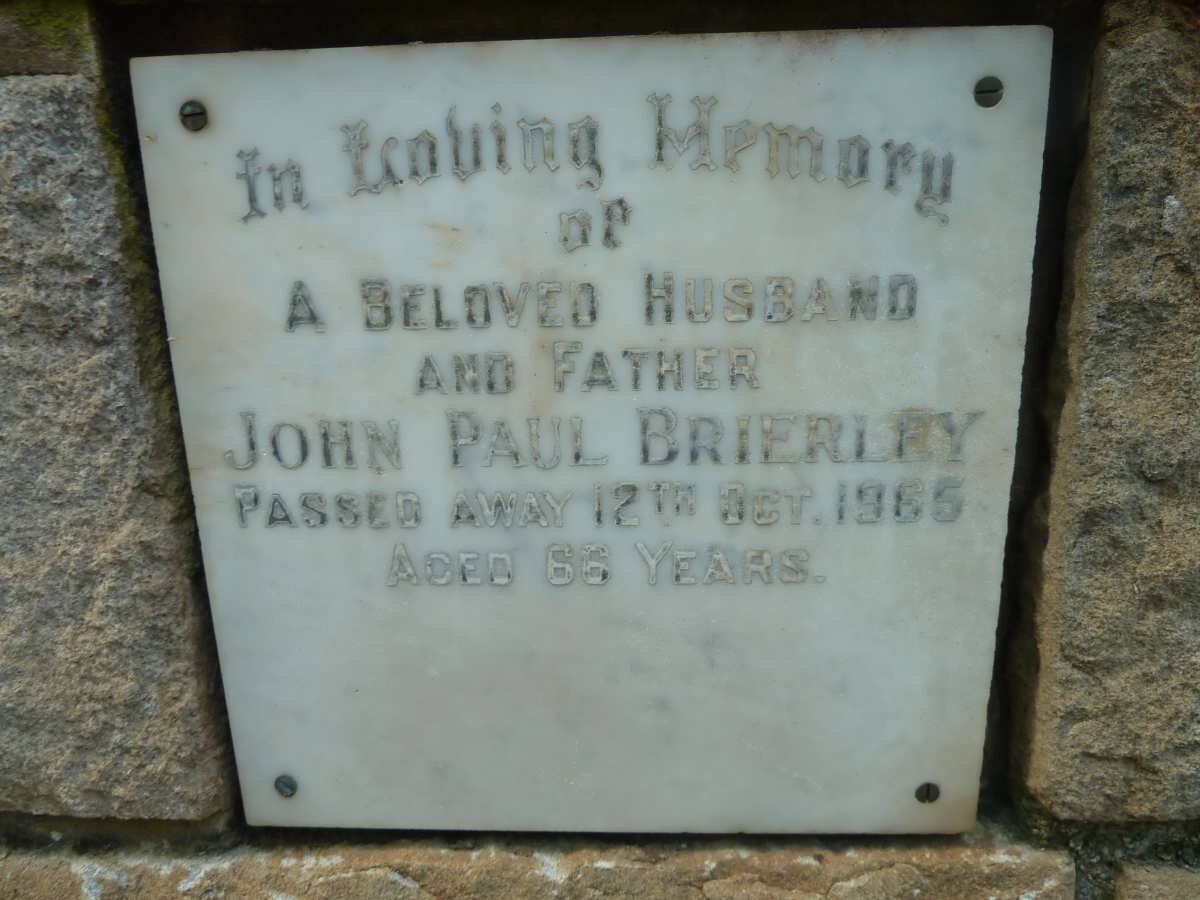 In Loving Memory
of
A BELOVED HUSBAND
AND FATHER
JOHN PAUL BRIERLEY
PASSED AWAY 12TH OCT. 1965
AGED 66 YEARS.